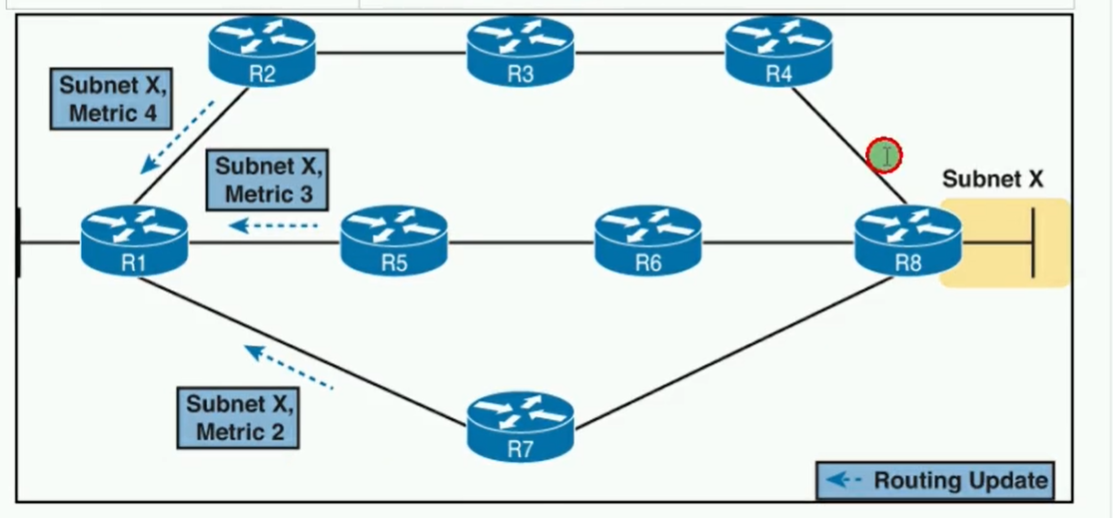 R2
R3
R4
Subnet X,
Metric 4
Subnet X,
Metric 3
Subnet X
R1
R5
R6
R8
Subnet X,
Metric 2
R7
Routing Update